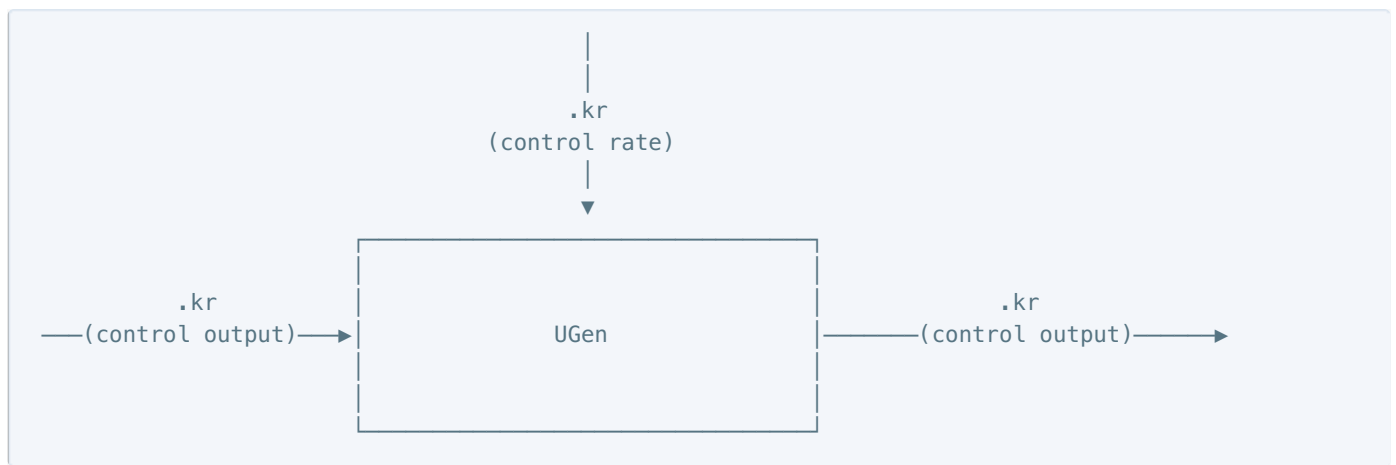 .kr
(control rate)
.kr
.kr
(control output)
UGen
(control output)